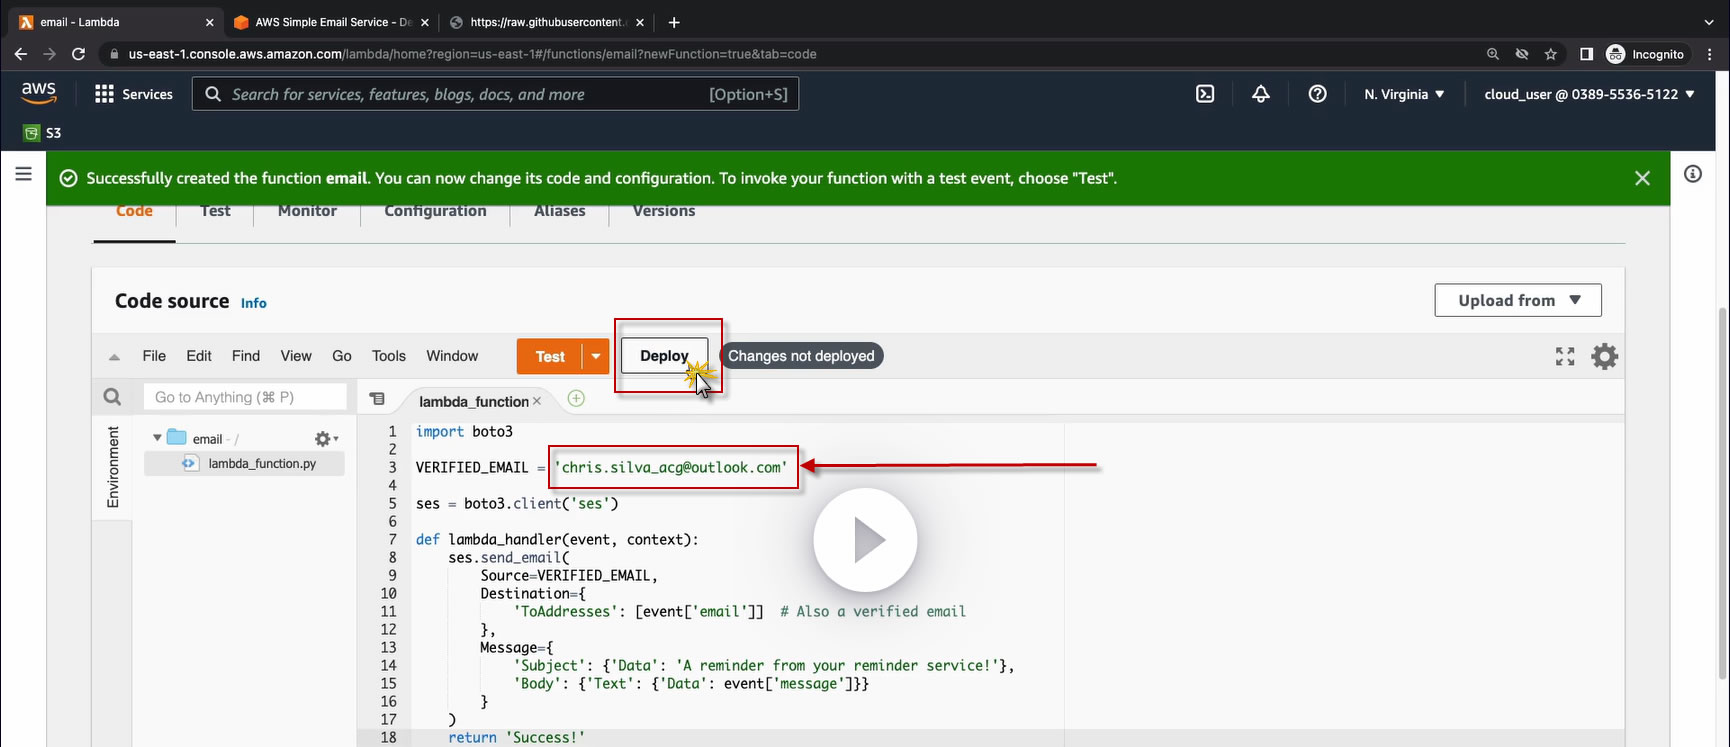 email - Lambda
AWS Simple Email Service - De
https://raw.githubusercontent.
us-east-1.console.aws.amazon.com/lambda/home?region=us-east-1#/functions/email?newFunction=true&tab=code
Incognito
aws
Services
Search for services, features, blogs, docs, and more
[Option+S]
N. Virginia
cloud_user @ 0389-5536-5122
S3
Successfully created the function email. You can now change its code and configuration. To invoke your function with a test event, choose "Test".
Code
Test
Monitor
Configuration
Aliases
Versions
Code source Info
Upload from
File Edit Find View Go Tools Window
Test
Deploy
Changes not deployed
Go to Anything (⌘ P)
lambda_function
Environment
email - /
lambda_function.py
1 import boto3
2
3 VERIFIED_EMAIL = 'chris.silva_acg@outlook.com'
4
5 ses = boto3.client('ses')
6
7 def lambda_handler(event, context):
8 ses.send_email(
9 Source=VERIFIED_EMAIL,
10 Destination={
11 'ToAddresses': [event['email']] # Also a verified email
12 },
13 Message={
14 'Subject': {'Data': 'A reminder from your reminder service!'},
15 'Body': {'Text': {'Data': event['message']}}
16 }
17 )
18 return 'Success!'